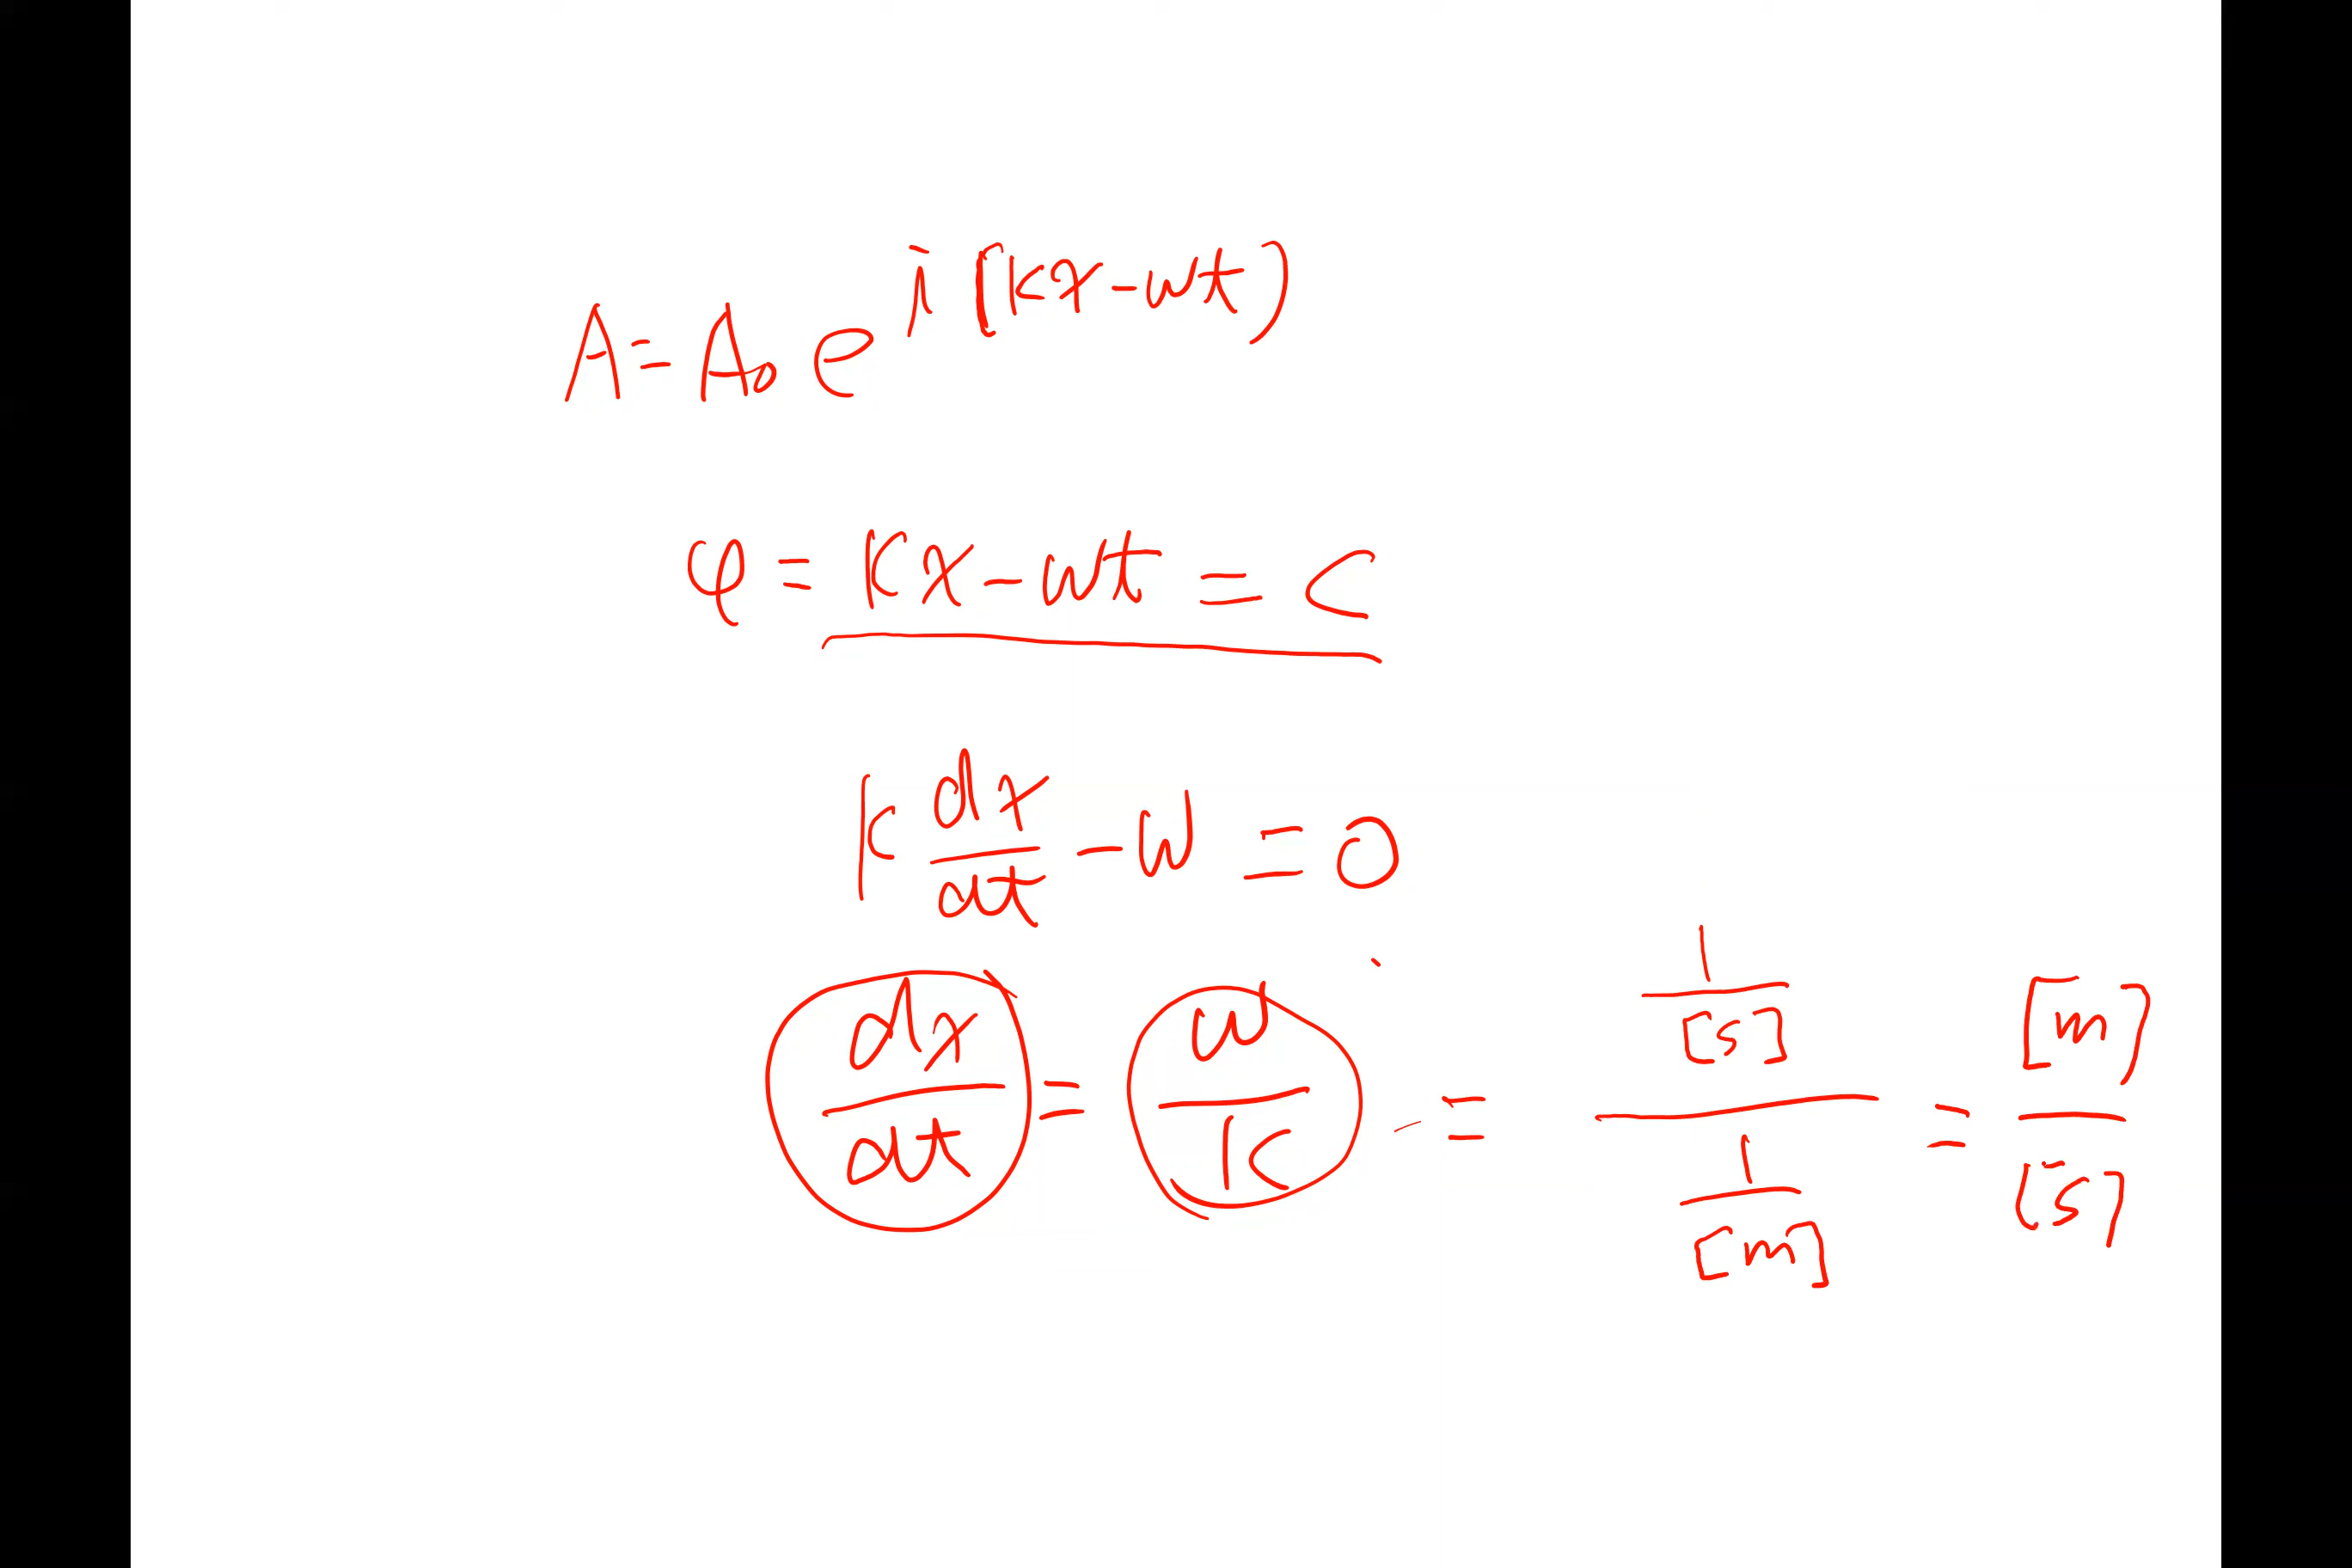 A = A₀ e^{i(kx-ωt)}
φ = kx - ωt = c
k dx/dt - ω = 0
dx/dt = ω/k = (1/[s])/(1/[m]) = [m]/[s]